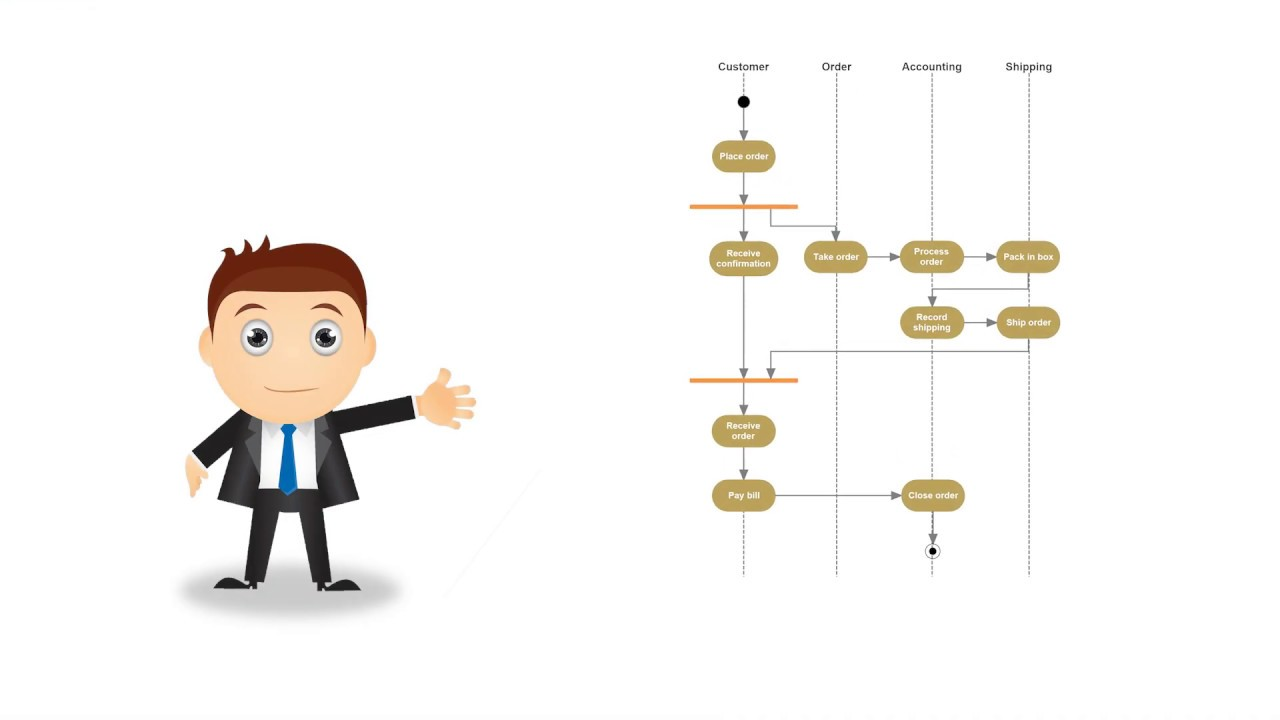 Customer Order Accounting Shipping
Place order
Receive
confirmation
Take order
Process
order
Pack in box
Record
shipping
Ship order
Receive
order
Pay bill
Close order